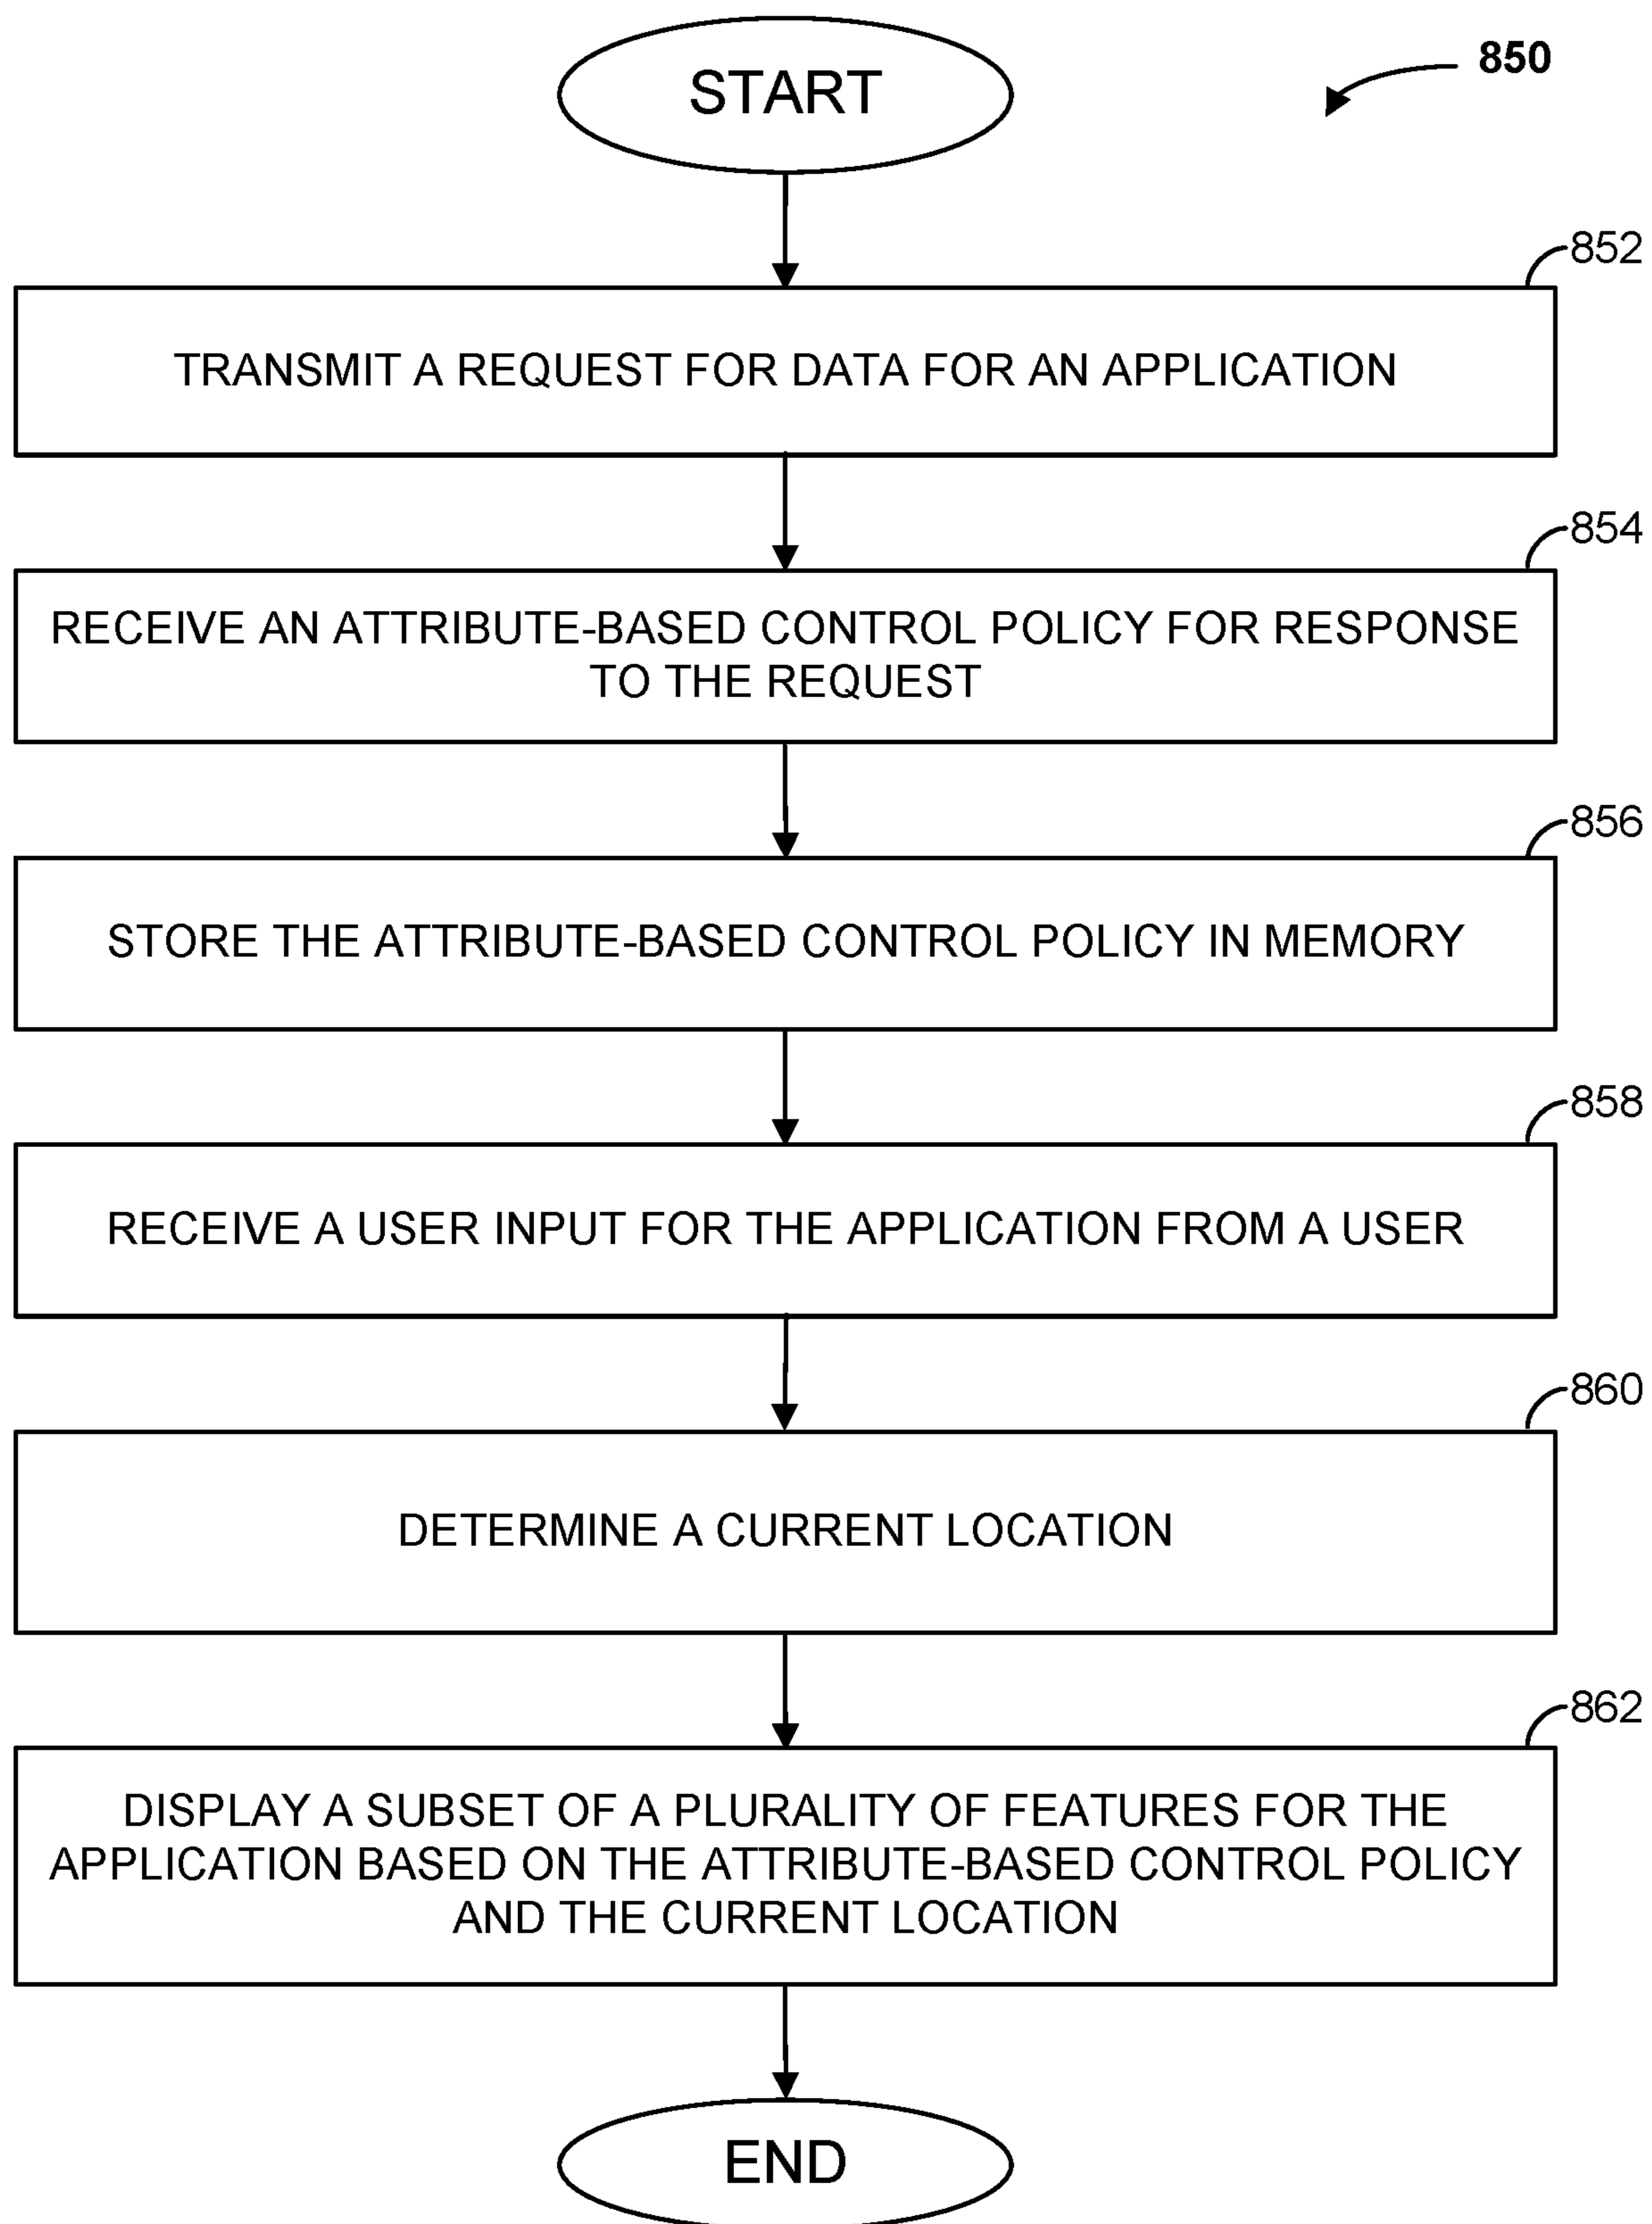 START
850
852
TRANSMIT A REQUEST FOR DATA FOR AN APPLICATION
854
RECEIVE AN ATTRIBUTE-BASED CONTROL POLICY FOR RESPONSE
TO THE REQUEST
856
STORE THE ATTRIBUTE-BASED CONTROL POLICY IN MEMORY
858
RECEIVE A USER INPUT FOR THE APPLICATION FROM A USER
860
DETERMINE A CURRENT LOCATION
862
DISPLAY A SUBSET OF A PLURALITY OF FEATURES FOR THE
APPLICATION BASED ON THE ATTRIBUTE-BASED CONTROL POLICY
AND THE CURRENT LOCATION
END